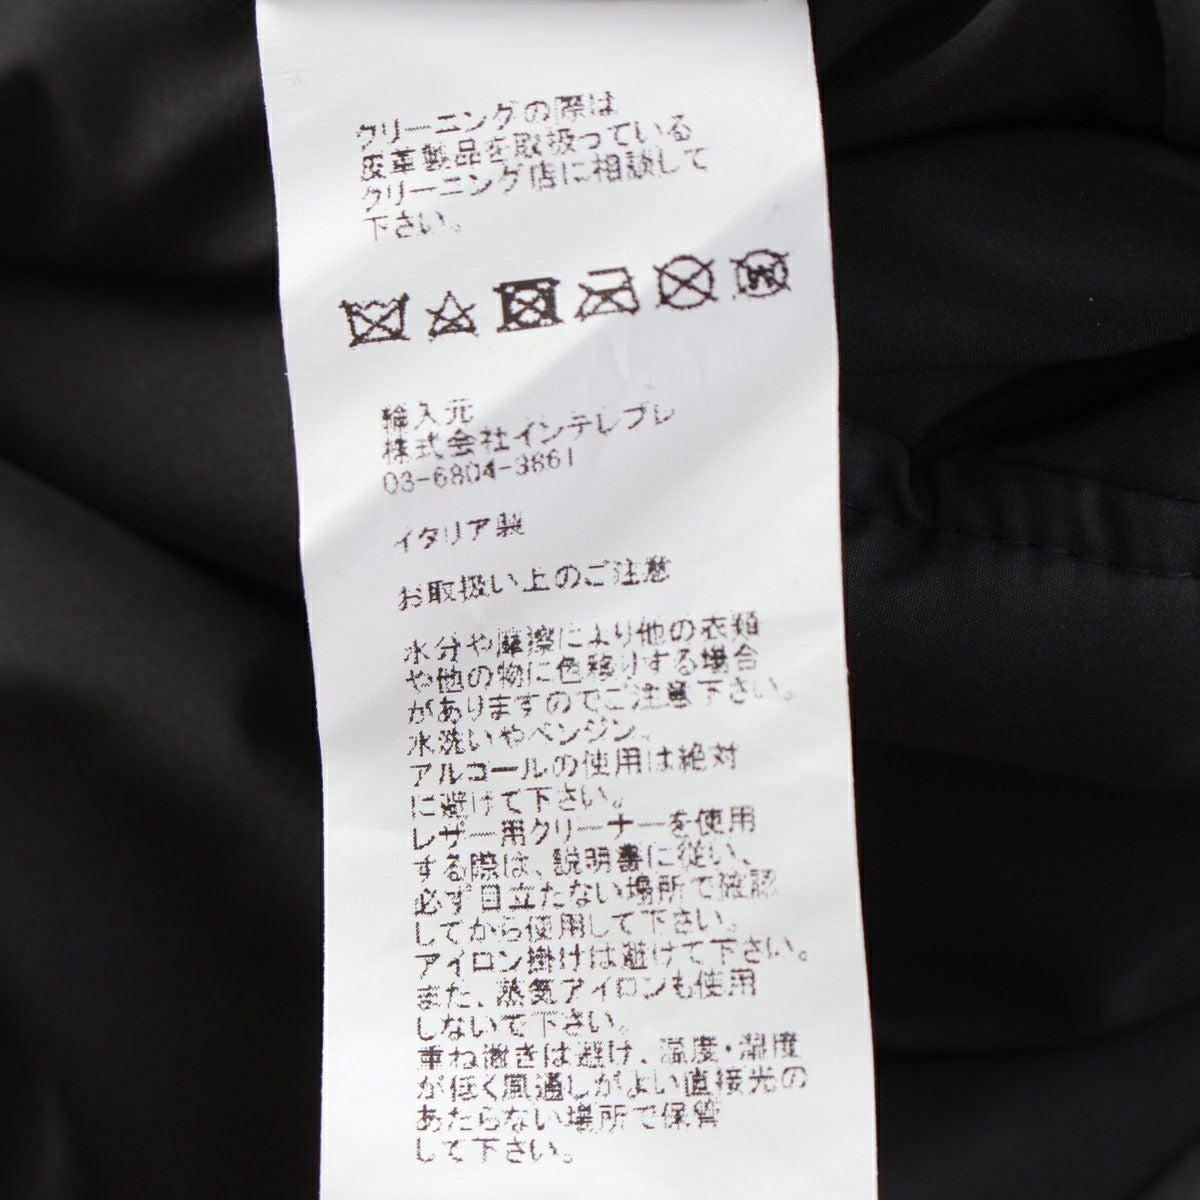 クリーニングの際は
皮革製品を取扱っている
クリーニング店に相談して
下さい。
輸入元
株式会社インテレプレ
03-6804-3861
イタリア製
お取扱い上のご注意
水分や摩擦により他の衣類
や他の物に色移りする場合
がありますのでご注意下さい。
水洗いやベンジン、
アルコールの使用は絶対
に避けて下さい。
レザー用クリーナーを使用
する際は、説明書に従い、
必ず目立たない場所で確認
してから使用して下さい。
アイロン掛けは避けて下さい。
また、蒸気アイロンも使用
しないで下さい。
重ね置きは避け、温度・湿度
が低く風通しがよい直接光の
あたらない場所で保管
して下さい。